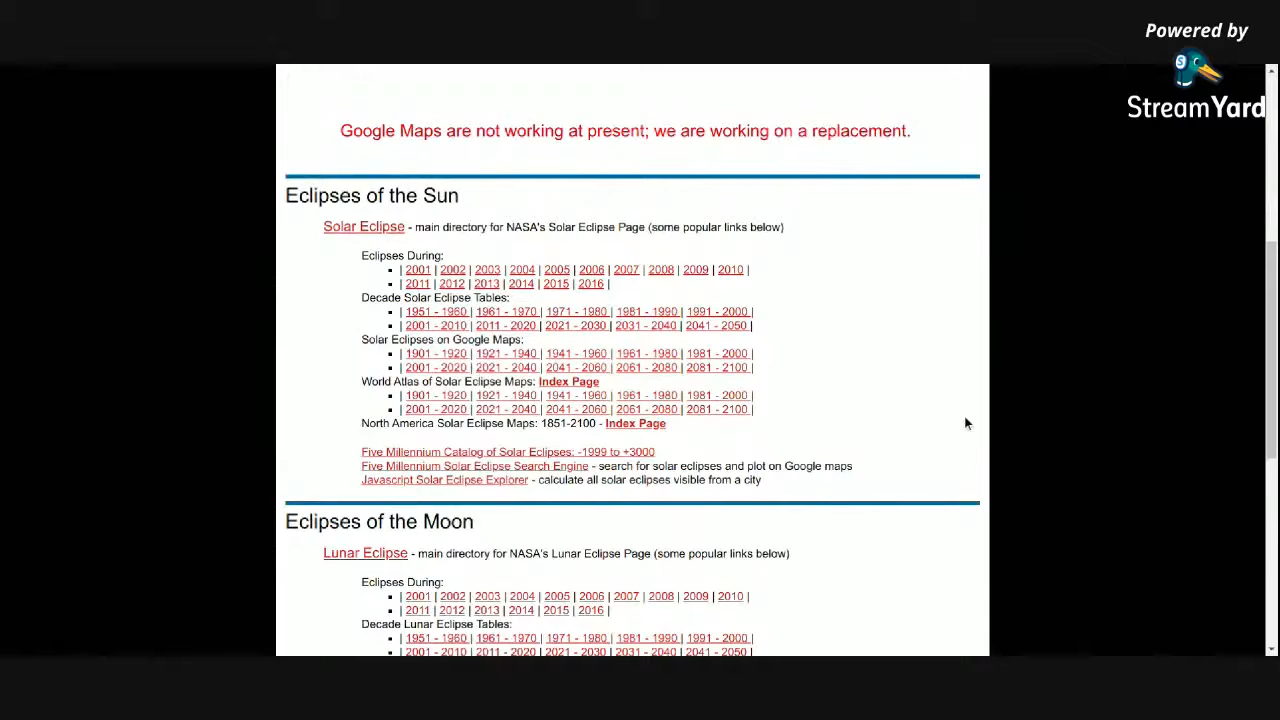 Powered by
StreamYard
Google Maps are not working at present; we are working on a replacement.
Eclipses of the Sun
Solar Eclipse - main directory for NASA's Solar Eclipse Page (some popular links below)
Eclipses During:
▪ | 2001 | 2002 | 2003 | 2004 | 2005 | 2006 | 2007 | 2008 | 2009 | 2010 |
▪ | 2011 | 2012 | 2013 | 2014 | 2015 | 2016 |
Decade Solar Eclipse Tables:
▪ | 1951 - 1960 | 1961 - 1970 | 1971 - 1980 | 1981 - 1990 | 1991 - 2000 |
▪ | 2001 - 2010 | 2011 - 2020 | 2021 - 2030 | 2031 - 2040 | 2041 - 2050 |
Solar Eclipses on Google Maps:
▪ | 1901 - 1920 | 1921 - 1940 | 1941 - 1960 | 1961 - 1980 | 1981 - 2000 |
▪ | 2001 - 2020 | 2021 - 2040 | 2041 - 2060 | 2061 - 2080 | 2081 - 2100 |
World Atlas of Solar Eclipse Maps: Index Page
▪ | 1901 - 1920 | 1921 - 1940 | 1941 - 1960 | 1961 - 1980 | 1981 - 2000 |
▪ | 2001 - 2020 | 2021 - 2040 | 2041 - 2060 | 2061 - 2080 | 2081 - 2100 |
North America Solar Eclipse Maps: 1851-2100 - Index Page
Five Millennium Catalog of Solar Eclipses: -1999 to +3000
Five Millennium Solar Eclipse Search Engine - search for solar eclipses and plot on Google maps
Javascript Solar Eclipse Explorer - calculate all solar eclipses visible from a city
Eclipses of the Moon
Lunar Eclipse - main directory for NASA's Lunar Eclipse Page (some popular links below)
Eclipses During:
▪ | 2001 | 2002 | 2003 | 2004 | 2005 | 2006 | 2007 | 2008 | 2009 | 2010 |
▪ | 2011 | 2012 | 2013 | 2014 | 2015 | 2016 |
Decade Lunar Eclipse Tables:
▪ | 1951 - 1960 | 1961 - 1970 | 1971 - 1980 | 1981 - 1990 | 1991 - 2000 |
▪ | 2001 - 2010 | 2011 - 2020 | 2021 - 2030 | 2031 - 2040 | 2041 - 2050 |